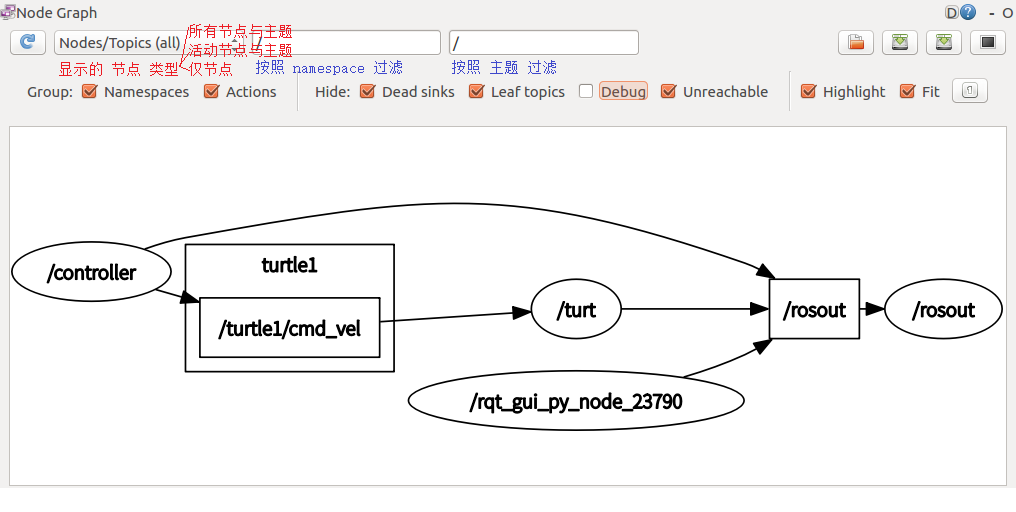 Node Graph
D ? - O
Nodes/Topics (all) 所有节点与主题 / /
活动节点与主题
显示的 节点 类型 仅节点 按照 namespace 过滤 按照 主题 过滤
Group: Namespaces Actions Hide: Dead sinks Leaf topics Debug Unreachable Highlight Fit
/controller
turtle1
/turtle1/cmd_vel
/turt
/rosout
/rosout
/rqt_gui_py_node_23790